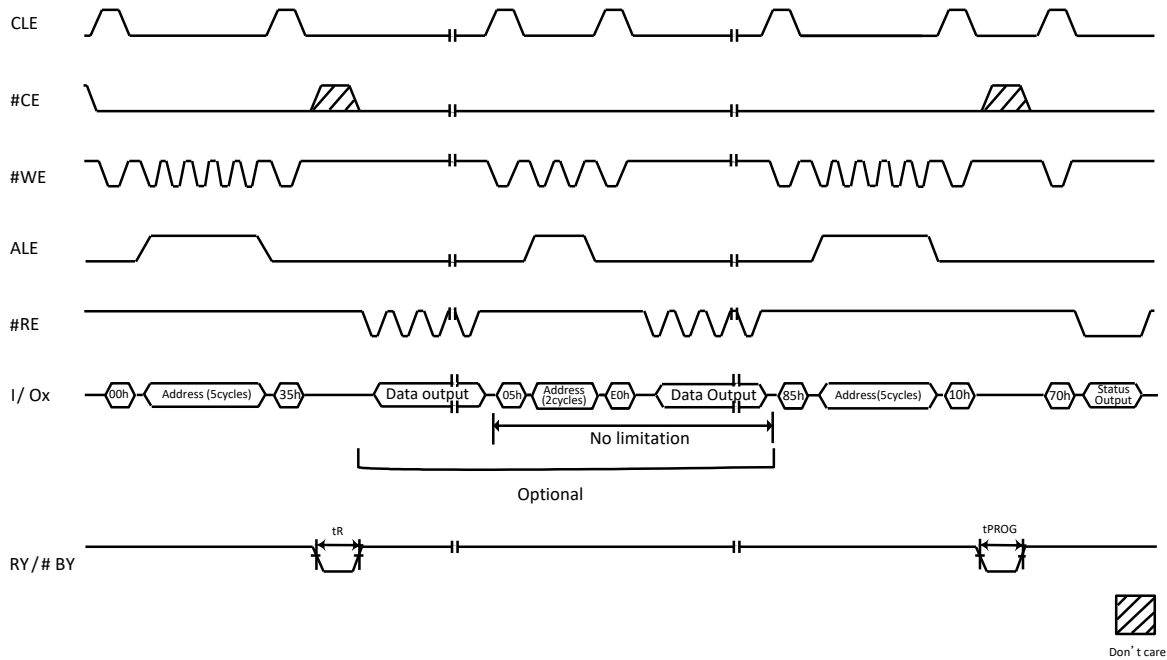 CLE
#CE
#WE
ALE
#RE
I/ Ox
00h
Address (5cycles)
35h
Data output
05h
Address
(2cycles)
E0h
Data Output
85h
Address(5cycles)
10h
70h
Status
Output
No limitation
Optional
tR
tPROG
RY/# BY
Don't care